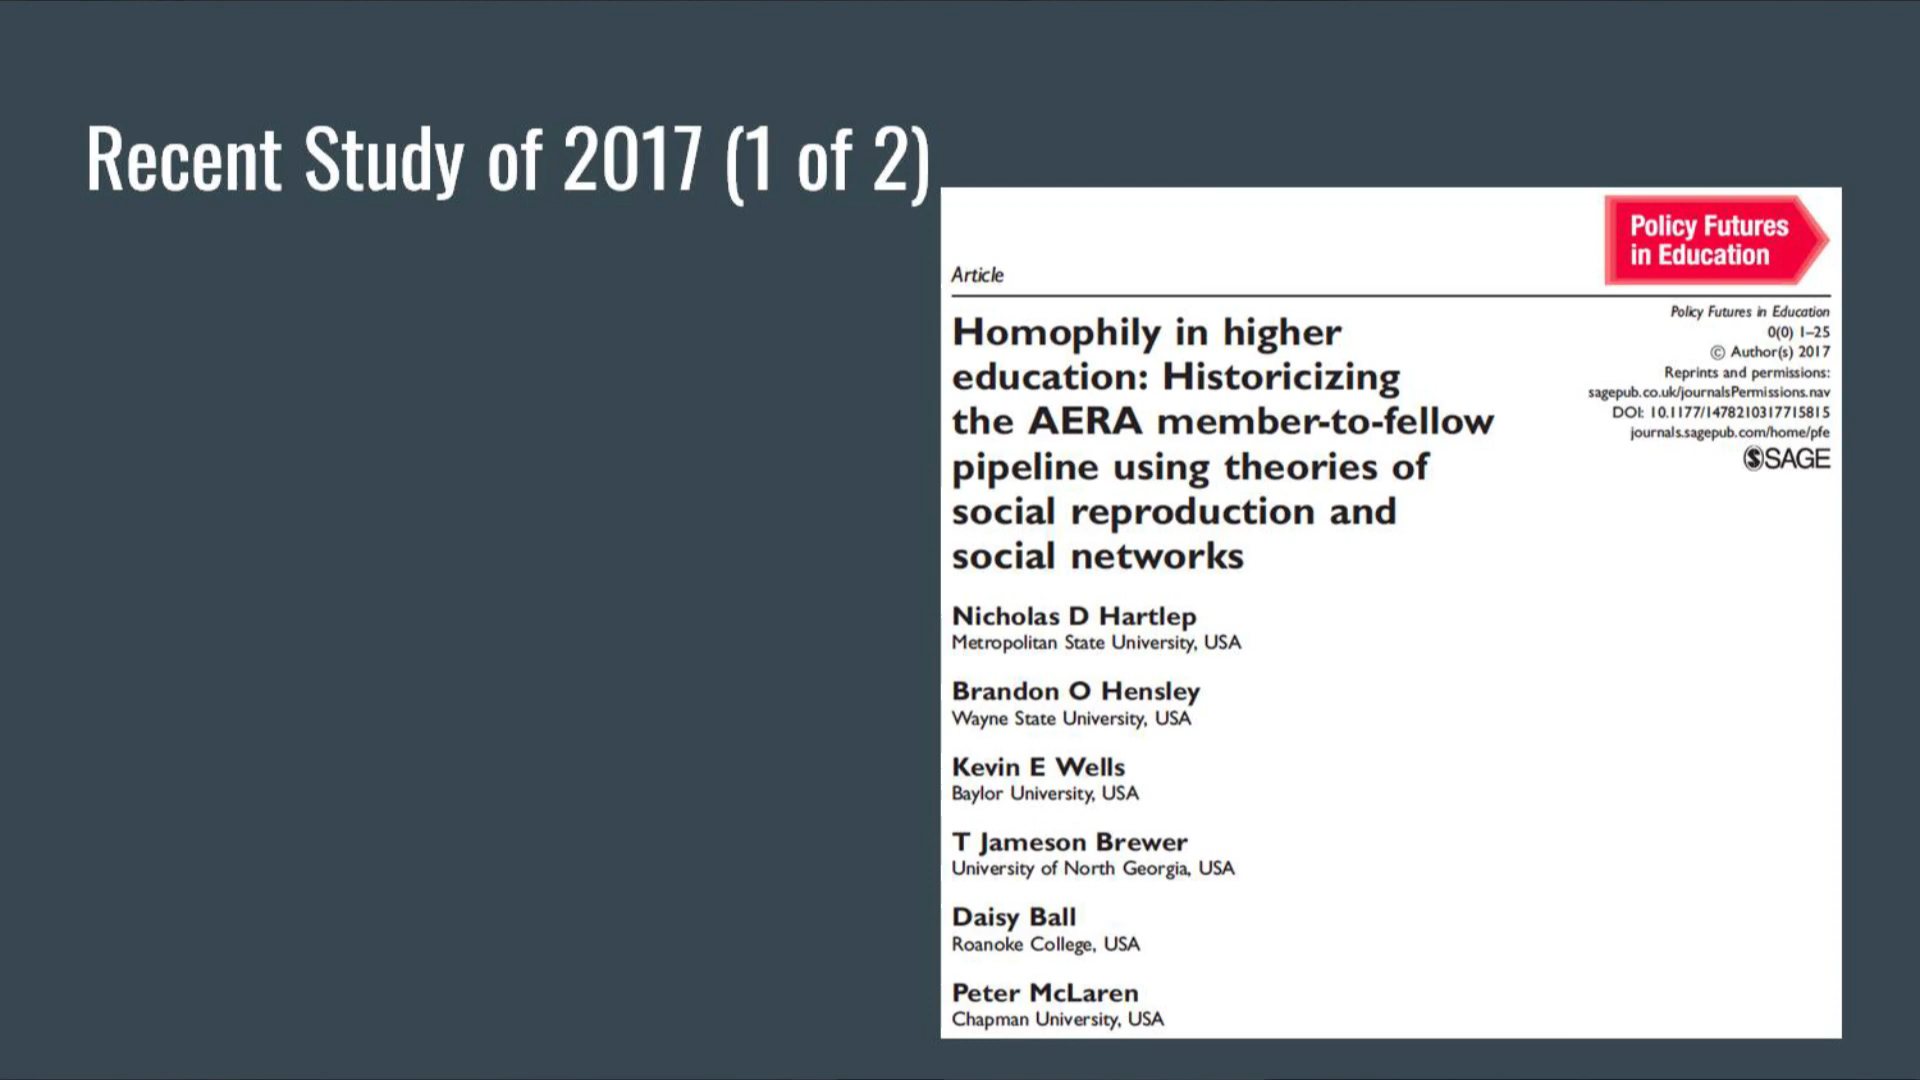 Recent Study of 2017 (1 of 2)
Policy Futures
in Education
Article
Policy Futures in Education
0(0) 1–25
© Author(s) 2017
Reprints and permissions:
sagepub.co.uk/journalsPermissions.nav
DOI: 10.1177/1478210317715815
journals.sagepub.com/home/pfe
SAGE
Homophily in higher
education: Historicizing
the AERA member-to-fellow
pipeline using theories of
social reproduction and
social networks
Nicholas D Hartlep
Metropolitan State University, USA
Brandon O Hensley
Wayne State University, USA
Kevin E Wells
Baylor University, USA
T Jameson Brewer
University of North Georgia, USA
Daisy Ball
Roanoke College, USA
Peter McLaren
Chapman University, USA